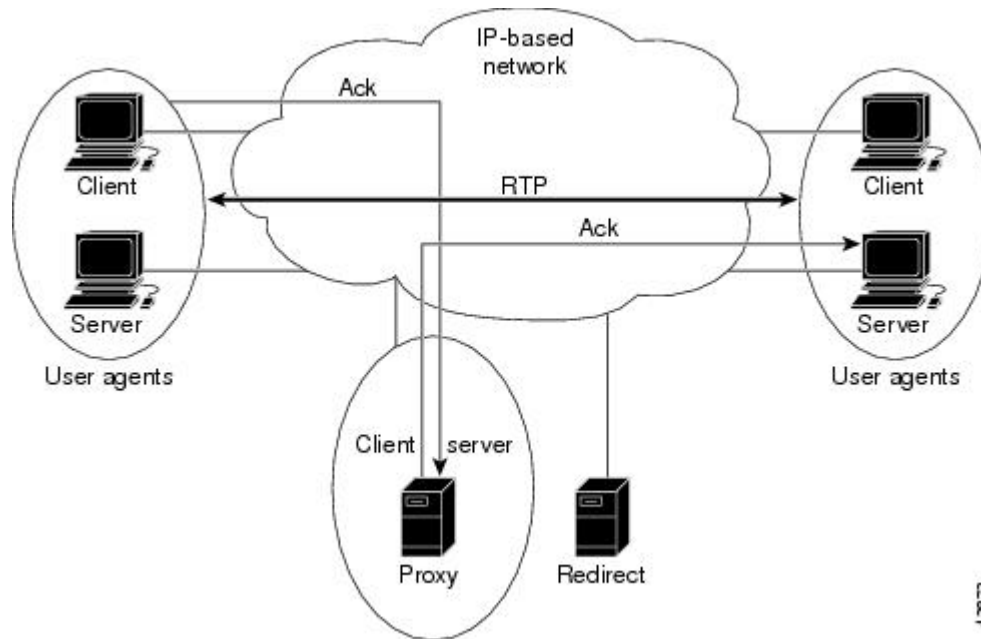 IP-based
network
Ack
Client
RTP
Client
Ack
Server
User agents
Server
User agents
Client
server
Proxy
Redirect